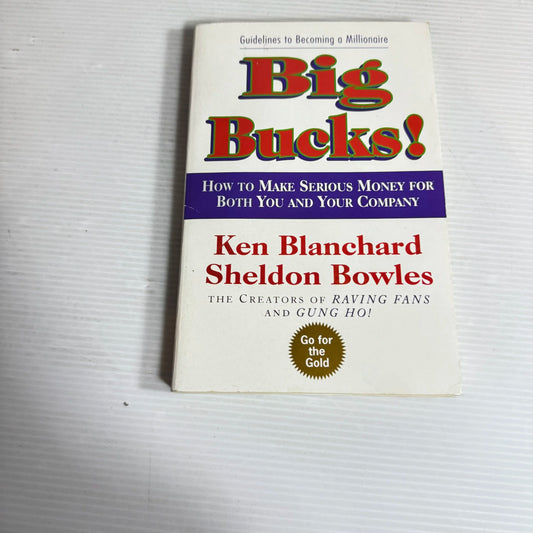 Guidelines to Becoming a Millionaire
Big
Bucks!
HOW TO MAKE SERIOUS MONEY FOR
BOTH YOU AND YOUR COMPANY
Ken Blanchard
Sheldon Bowles
THE CREATORS OF RAVING FANS
AND GUNG HO!
Go for
the
Gold